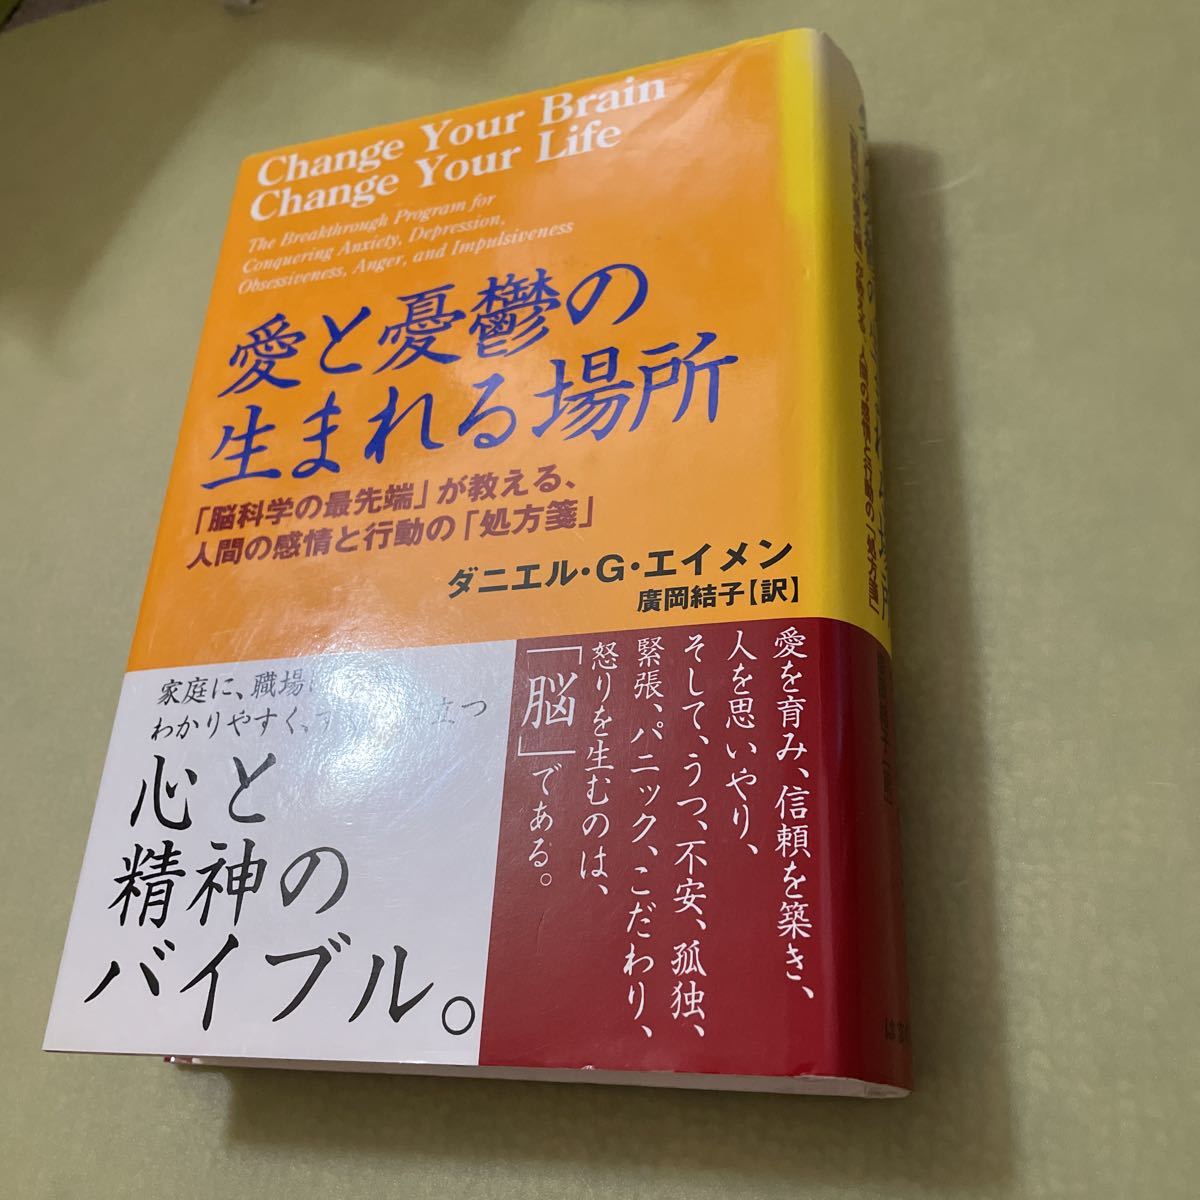 Change Your Brain
Change Your Life
The Breakthrough Program for
Conquering Anxiety, Depression,
Obsessiveness, Anger, and Impulsiveness
愛と憂鬱の
生まれる場所
「脳科学の最先端」が教える、
人間の感情と行動の「処方箋」
ダニエル・G・エイメン
廣岡結子【訳】
愛を育み、信頼を築き、
人を思いやり、
そして、うつ、不安、孤独、
緊張、パニック、こだわり、
怒りを生むのは、
「脳」である。
家庭に、職場に
わかりやすく、す 立つ
心と
精神の
バイブル。